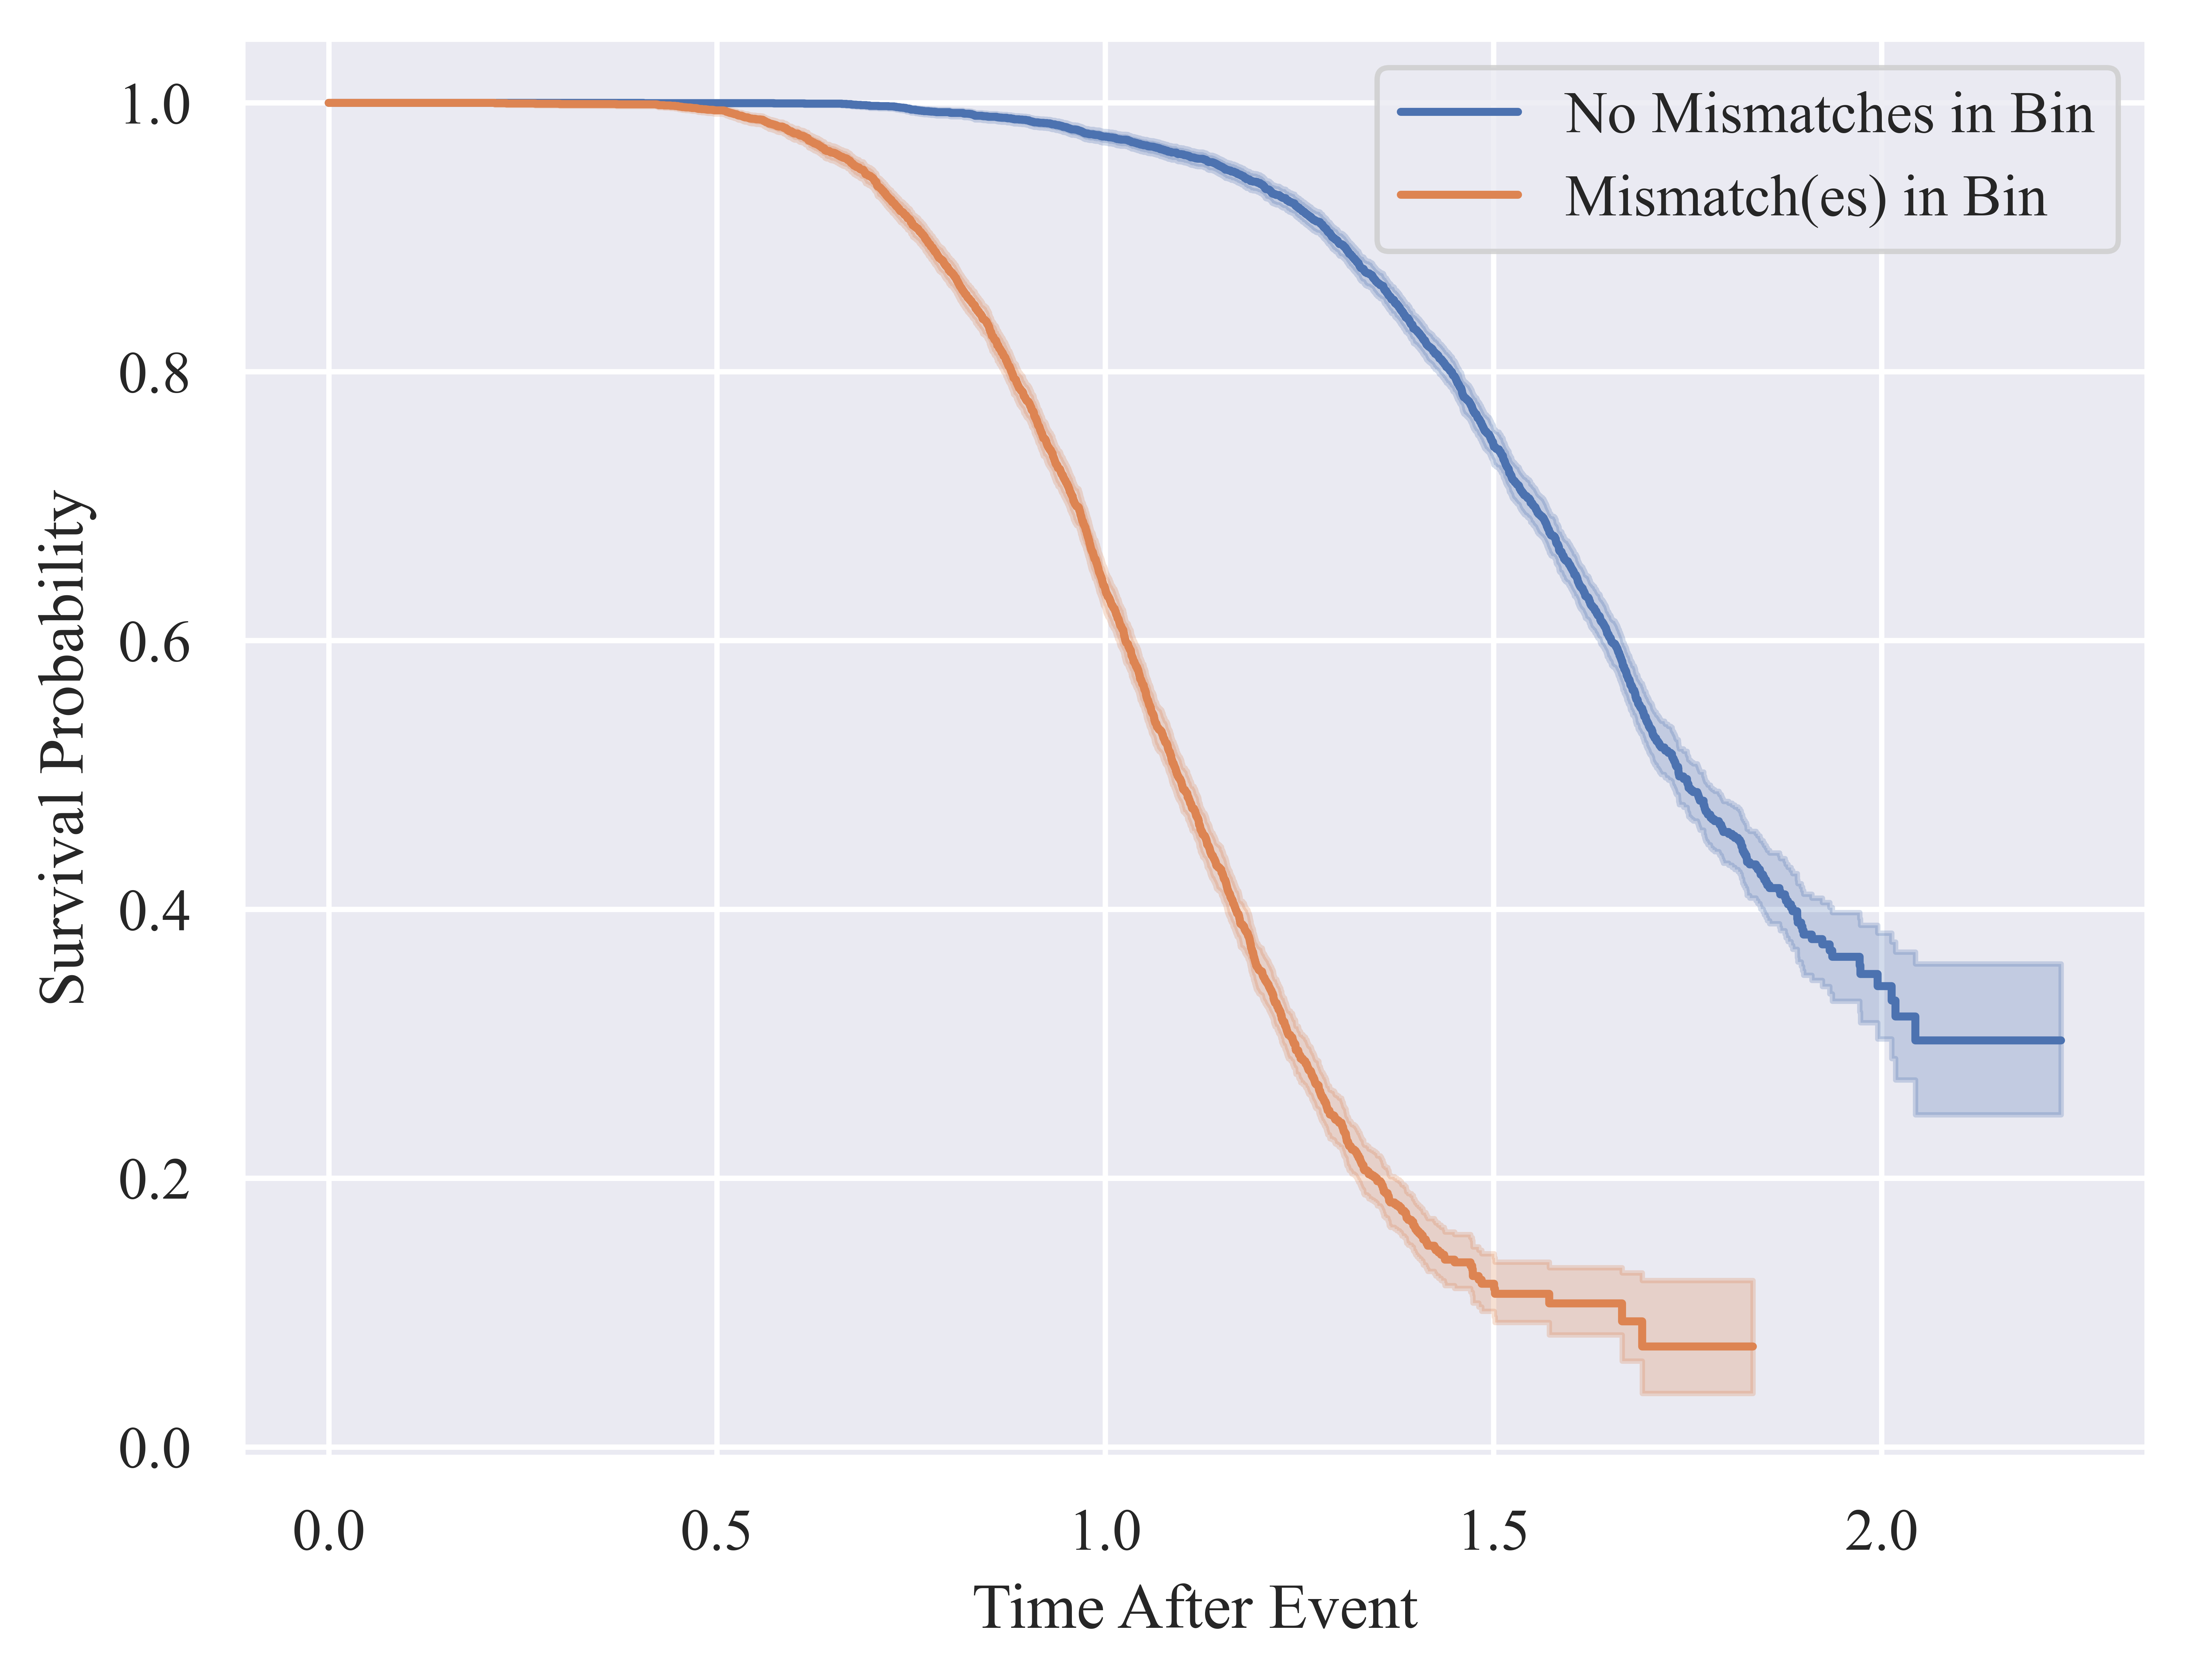 No Mismatches in Bin
Mismatch(es) in Bin
1.0
0.8
0.6
0.4
0.2
0.0
Survival Probability
0.0 0.5 1.0 1.5 2.0
Time After Event